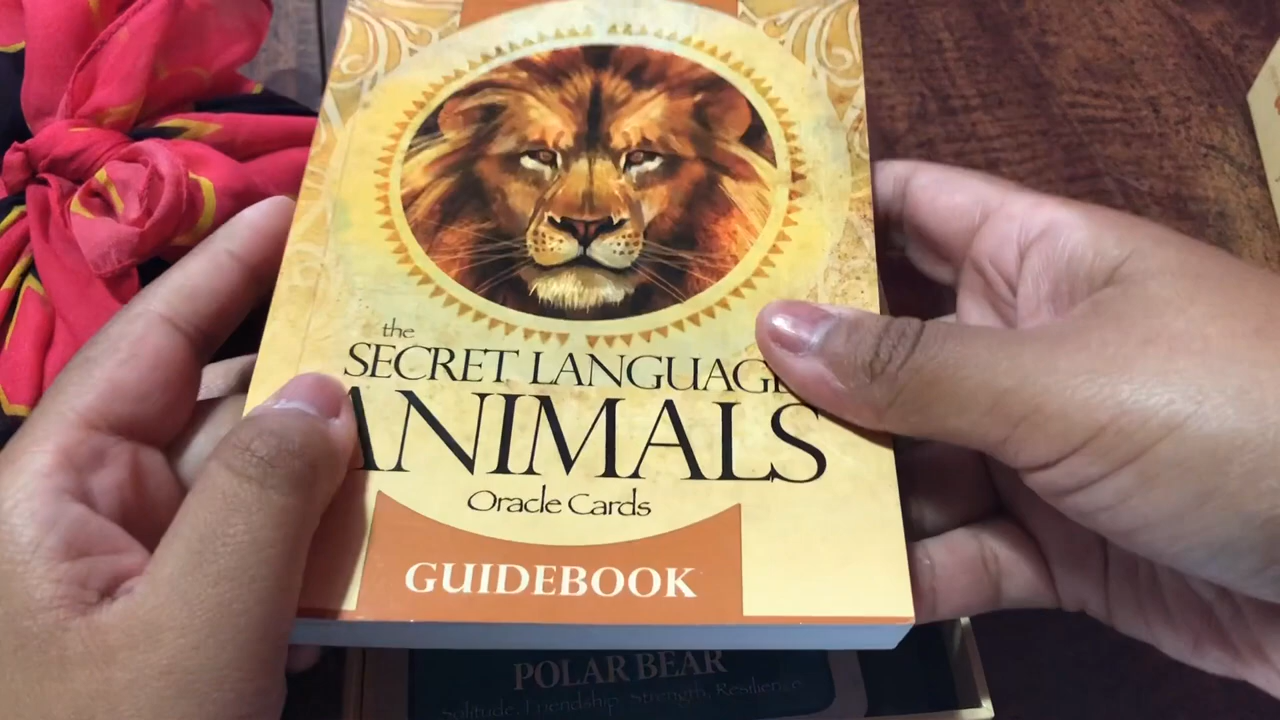 the
SECRET LANGUAGE
ANIMALS
Oracle Cards
GUIDEBOOK
POLAR BEAR
Solitude, Friendship, Strength, Resilience